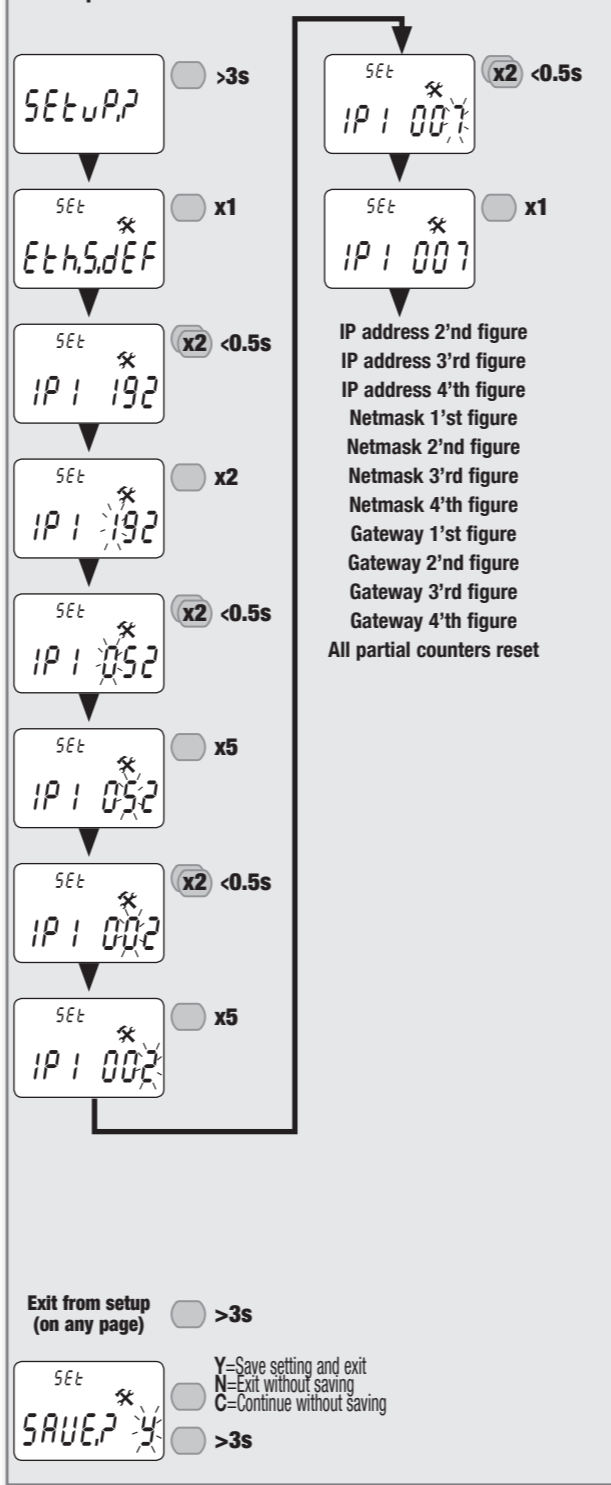 SEtuP,?
>3s
SEt
Eth,S,dEF
x1
SEt
IP1 192
x2 <0.5s
SEt
IP1 192
x2
SEt
IP1 052
x2 <0.5s
SEt
IP1 052
x5
SEt
IP1 002
x2 <0.5s
SEt
IP1 002
x5
SEt
IP1 007
x2 <0.5s
SEt
IP1 007
x1
IP address 2'nd figure
IP address 3'rd figure
IP address 4'th figure
Netmask 1'st figure
Netmask 2'nd figure
Netmask 3'rd figure
Netmask 4'th figure
Gateway 1'st figure
Gateway 2'nd figure
Gateway 3'rd figure
Gateway 4'th figure
All partial counters reset
Exit from setup
(on any page)
>3s
SEt
SAVE,? Y
Y=Save setting and exit
N=Exit without saving
C=Continue without saving
>3s